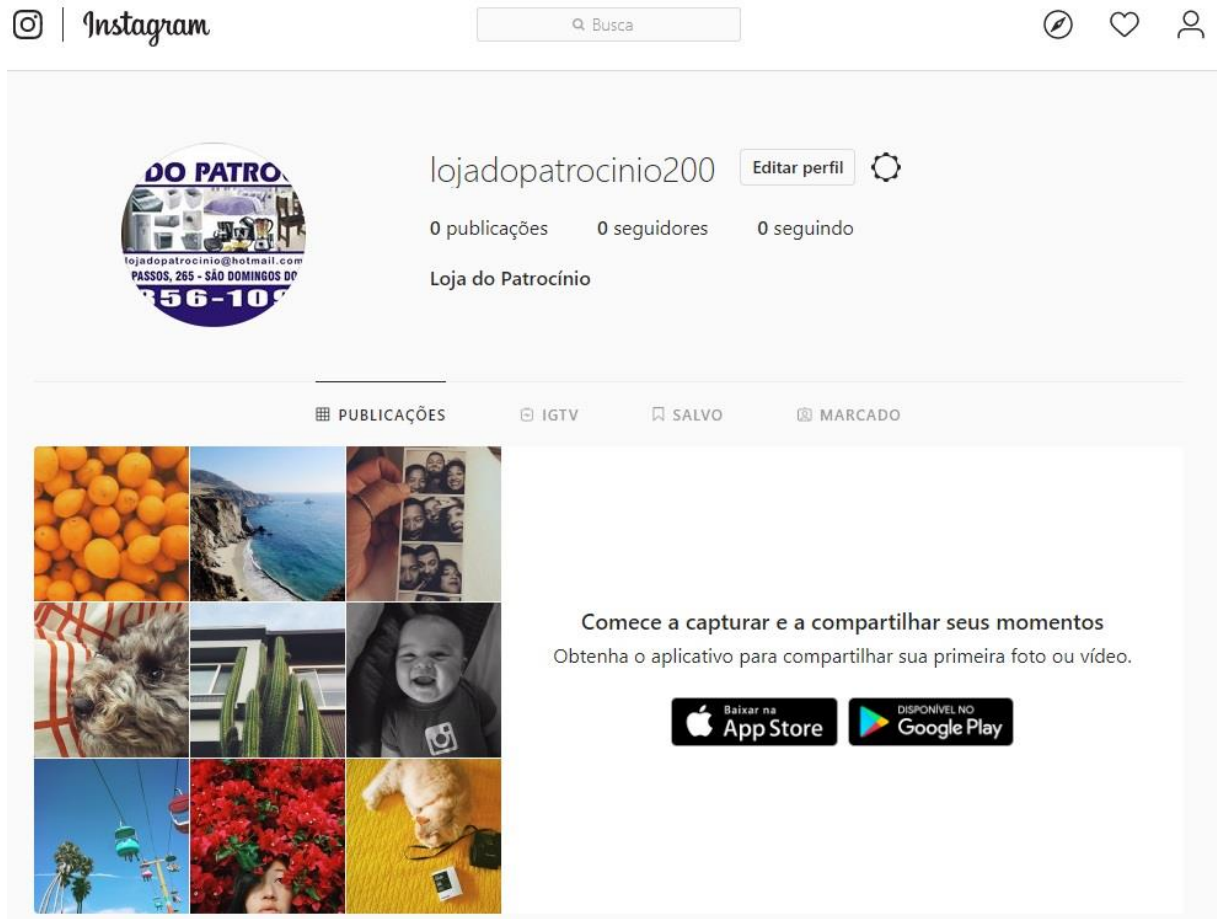 Instagram
Busca
lojadopatrocinio200
Editar perfil
0 publicações 0 seguidores 0 seguindo
Loja do Patrocínio
DO PATRO
lojadopatrocinio@hotmail.com
PASSOS, 265 - SÃO DOMINGOS DO
356-109
PUBLICAÇÕES IGTV SALVO MARCADO
Comece a capturar e a compartilhar seus momentos
Obtenha o aplicativo para compartilhar sua primeira foto ou vídeo.
Baixar na
App Store
DISPONÍVEL NO
Google Play